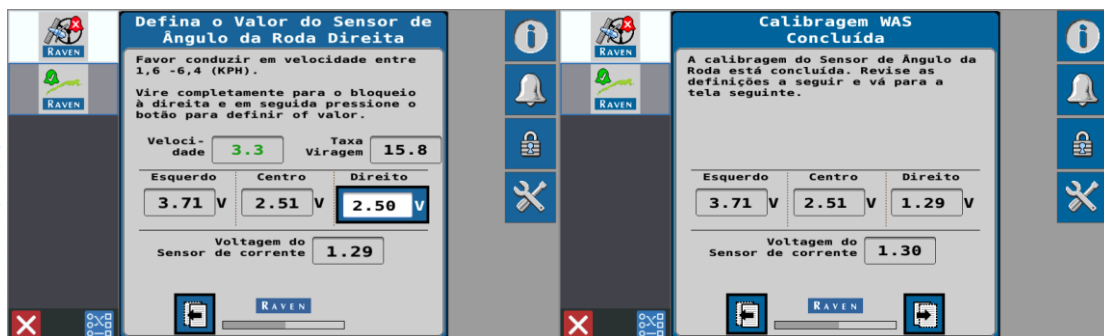 Defina o Valor do Sensor de
Ângulo da Roda Direita
RAVEN
RAVEN
Favor conduzir em velocidade entre
1,6 -6,4 (KPH).
Vire completamente para o bloqueio
à direita e em seguida pressione o
botão para definir of valor.
Veloci-
dade
3.3
Taxa
Viragem
15.8
Esquerdo Centro Direito
3.71 V 2.51 V 2.50 V
Voltagem do
Sensor de corrente 1.29
RAVEN
Calibragem WAS
Concluída
RAVEN
RAVEN
A calibragem do Sensor de Ângulo da
Roda está concluída. Revise as
definições a seguir e vá para a
tela seguinte.
Esquerdo Centro Direito
3.71 V 2.51 V 1.29 V
Voltagem do
Sensor de corrente 1.30
RAVEN